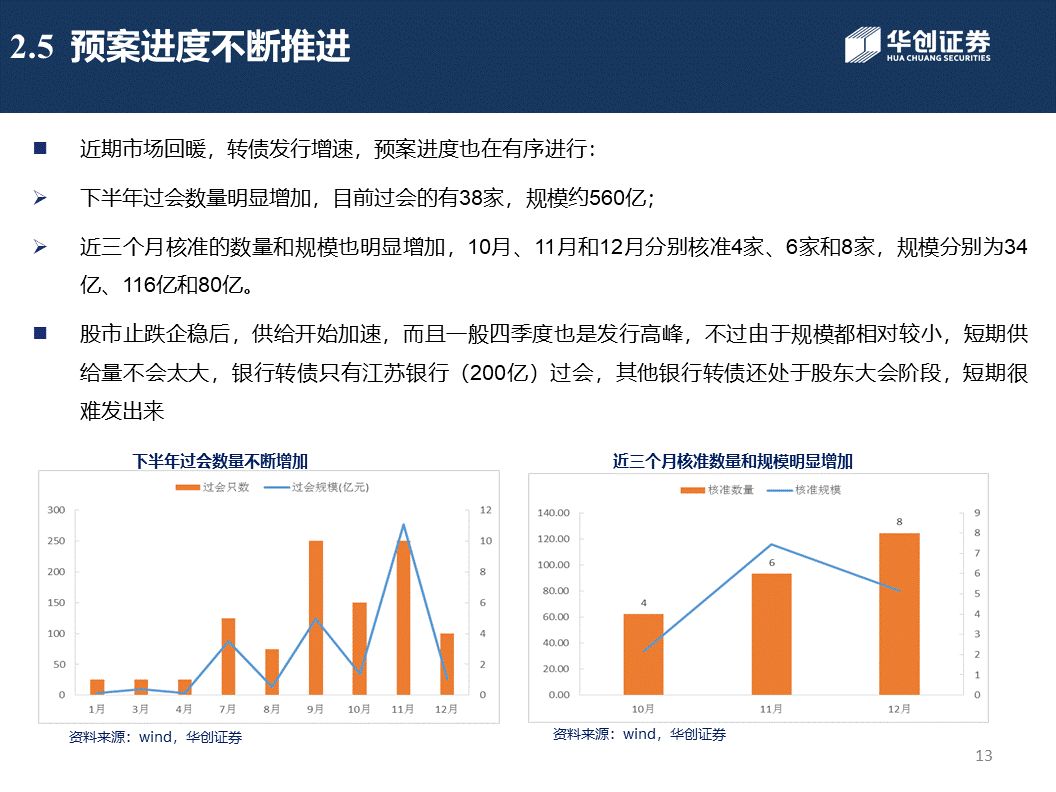 2.5 预案进度不断推进
华创证券
HUA CHUANG SECURITIES
近期市场回暖，转债发行增速，预案进度也在有序进行：
下半年过会数量明显增加，目前过会的有38家，规模约560亿；
近三个月核准的数量和规模也明显增加，10月、11月和12月分别核准4家、6家和8家，规模分别为34
亿、116亿和80亿。
股市止跌企稳后，供给开始加速，而且一般四季度也是发行高峰，不过由于规模都相对较小，短期供
给量不会太大，银行转债只有江苏银行（200亿）过会，其他银行转债还处于股东大会阶段，短期很
难发出来
下半年过会数量不断增加
过会只数 过会规模(亿元)
300 12
250 10
200 8
150 6
100 4
50 2
0 0
1月 3月 4月 7月 8月 9月 10月 11月 12月
资料来源：wind，华创证券
近三个月核准数量和规模明显增加
核准数量 核准规模
140.00 9
120.00 8
100.00 7
80.00 6
60.00 5
40.00 4
20.00 3
0.00 2
1
0
4 6 8
10月 11月 12月
资料来源：wind，华创证券
13